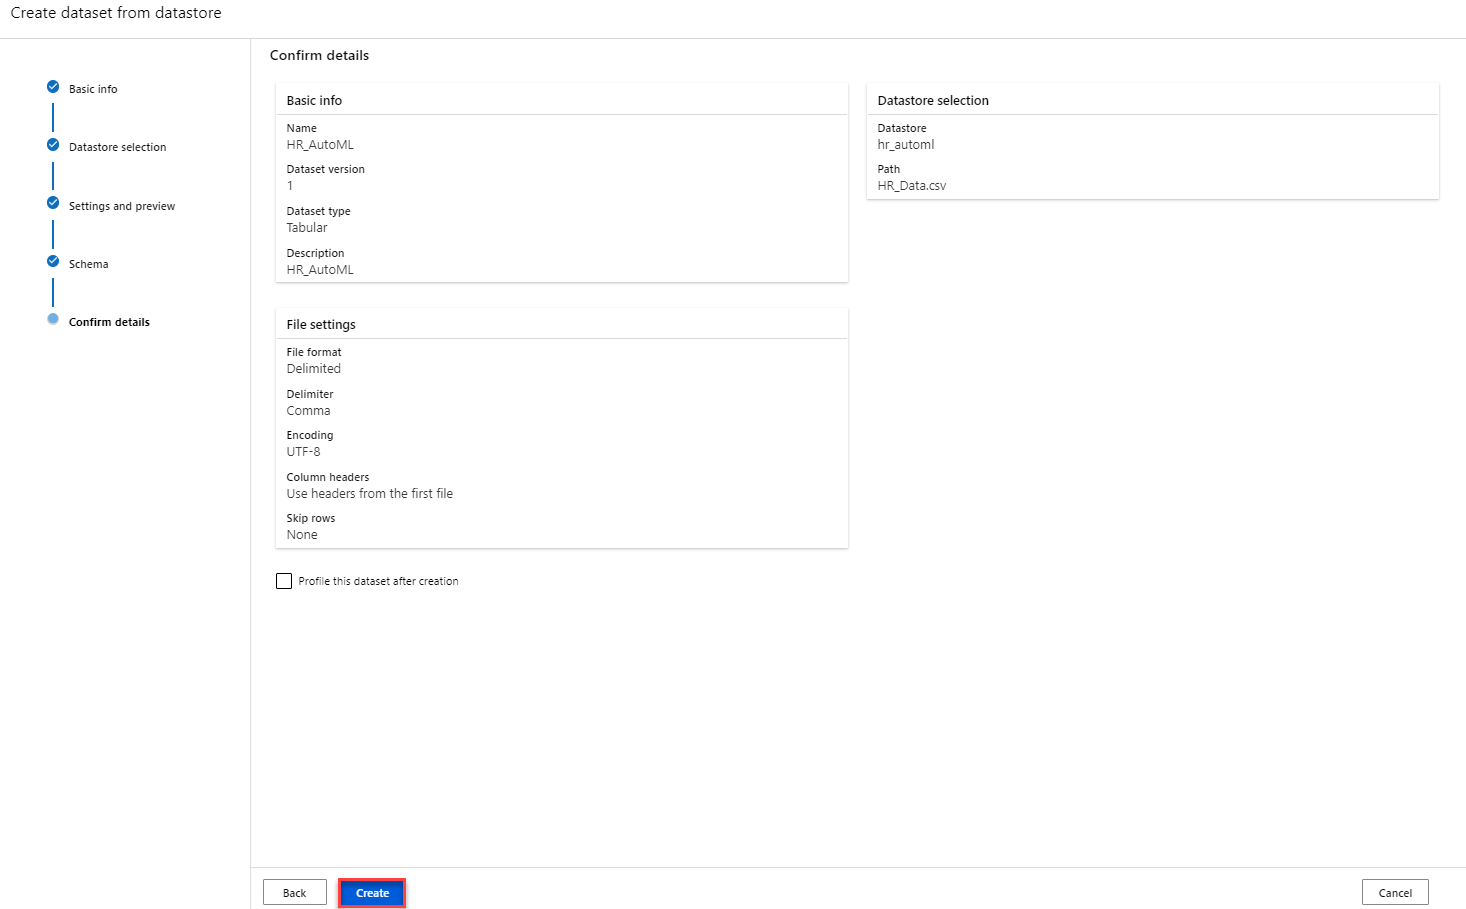 Create dataset from datastore
Basic info
Datastore selection
Settings and preview
Schema
Confirm details
Confirm details
Basic info
Name
HR_AutoML
Dataset version
1
Dataset type
Tabular
Description
HR_AutoML
Datastore selection
Datastore
hr_automl
Path
HR_Data.csv
File settings
File format
Delimited
Delimiter
Comma
Encoding
UTF-8
Column headers
Use headers from the first file
Skip rows
None
Profile this dataset after creation
Back
Create
Cancel